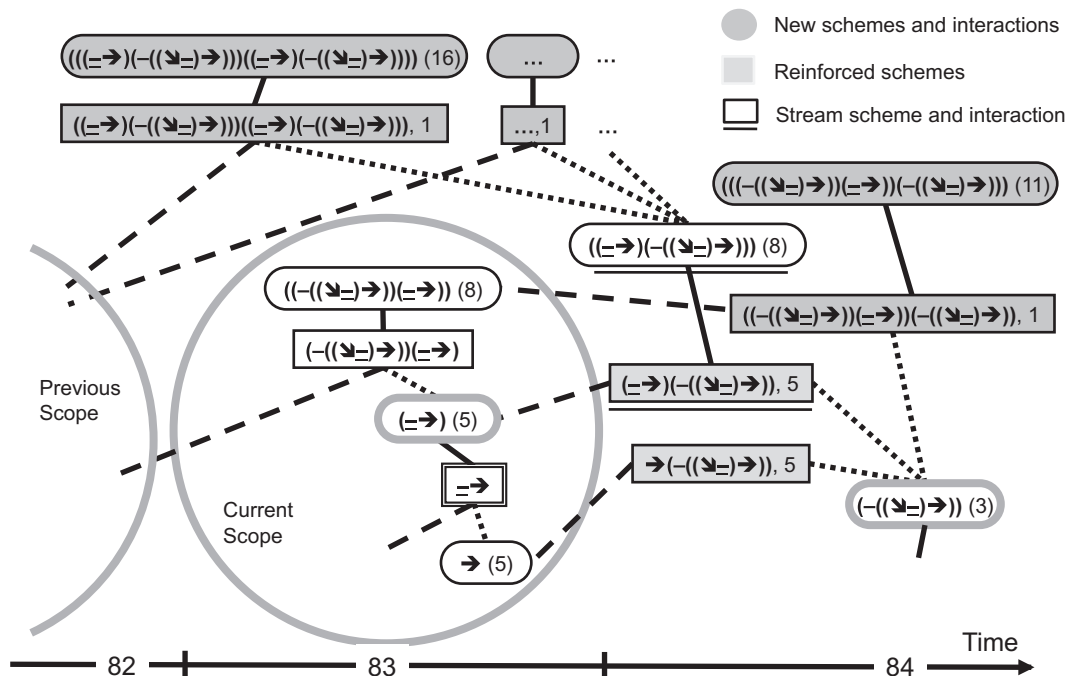 New schemes and interactions
(((–̲➔)(–((➘–̲)➔)))((–̲➔)(–((➘–̲)➔)))) (16)
...
...
Reinforced schemes
((–̲➔)(–((➘–̲)➔)))((–̲➔)(–((➘–̲)➔))), 1
...,1
...
Stream scheme and interaction
(((–((➘–̲)➔))(–̲➔))(–((➘–̲)➔))) (11)
((–̲➔)(–((➘–̲)➔))) (8)
((–((➘–̲)➔))(–̲➔)) (8)
((–((➘–̲)➔))(–̲➔))(–((➘–̲)➔)), 1
(–((➘–̲)➔))(–̲➔)
Previous
Scope
(–̲➔)(–((➘–̲)➔)), 5
(–̲➔) (5)
➔(–((➘–̲)➔)), 5
–̲➔
(–((➘–̲)➔)) (3)
Current
Scope
➔ (5)
Time
82
83
84